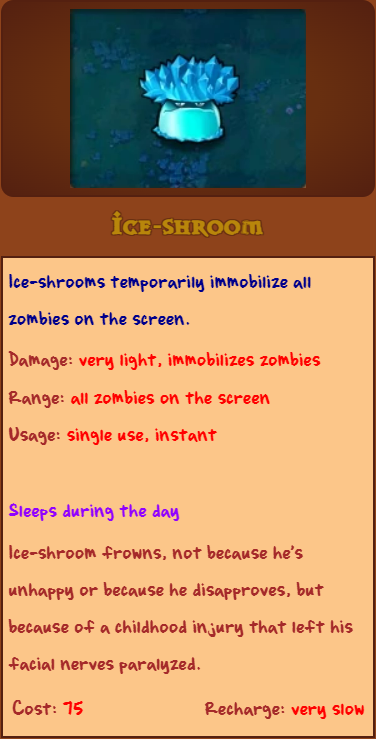 Ice-shroom
Ice-shrooms temporarily immobilize all
zombies on the screen.
Damage: very light, immobilizes zombies
Range: all zombies on the screen
Usage: single use, instant
Sleeps during the day
Ice-shroom frowns, not because he's
unhappy or because he disapproves, but
because of a childhood injury that left his
facial nerves paralyzed.
Cost: 75 Recharge: very slow